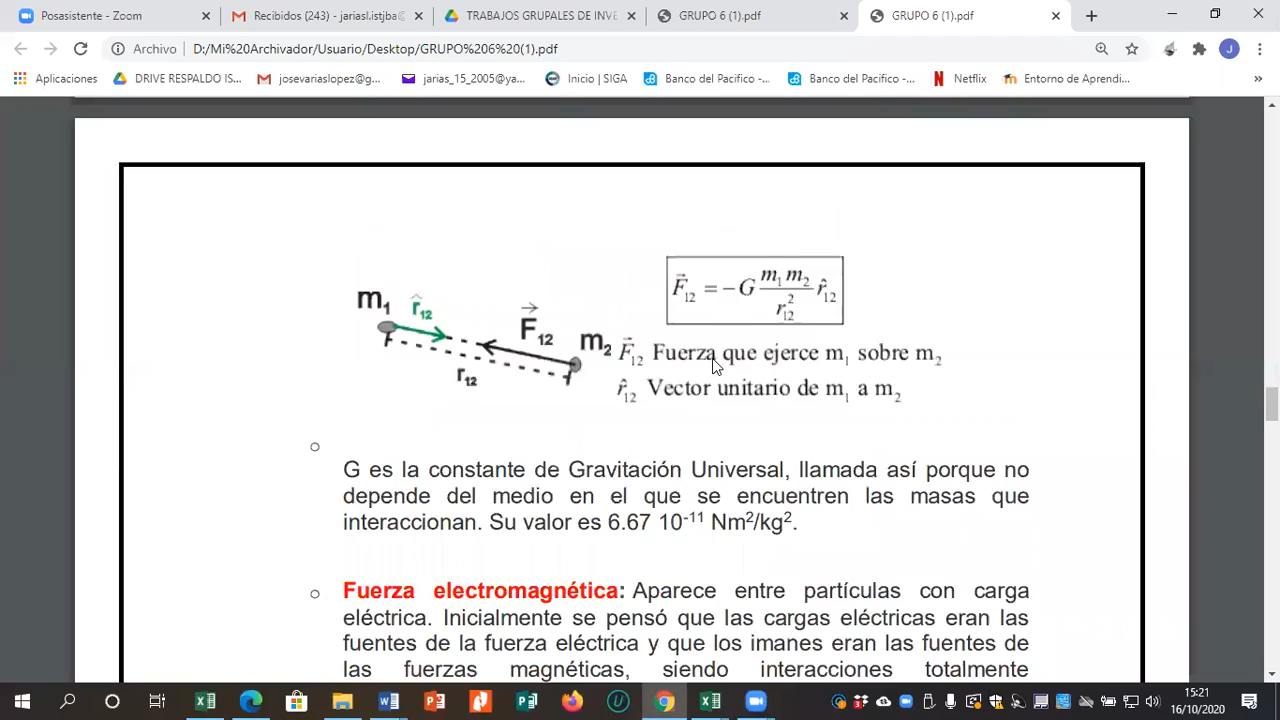 Posasistente - Zoom
Recibidos (243) - jariasl.istjba@
TRABAJOS GRUPALES DE INVE
GRUPO 6 (1).pdf
GRUPO 6 (1).pdf
Archivo
D:/Mi%20Archivador/Usuario/Desktop/GRUPO%206%20(1).pdf
J
Aplicaciones
DRIVE RESPALDO IS...
josevariaslopez@g...
jarias_15_2005@ya...
Inicio | SIGA
Banco del Pacifico -...
Banco del Pacifico -...
Netflix
Entorno de Aprendi...
»
F⃗₁₂ = −G m₁m₂/r₁₂² r̂₁₂
m₁ r̂₁₂ F⃗₁₂ m₂
r₁₂
F⃗₁₂ Fuerza que ejerce m₁ sobre m₂
r̂₁₂ Vector unitario de m₁ a m₂
G es la constante de Gravitación Universal, llamada así porque no
depende del medio en el que se encuentren las masas que
interaccionan. Su valor es 6.67 10⁻¹¹ Nm²/kg².
Fuerza electromagnética: Aparece entre partículas con carga
eléctrica. Inicialmente se pensó que las cargas eléctricas eran las
fuentes de la fuerza eléctrica y que los imanes eran las fuentes de
las fuerzas magnéticas, siendo interacciones totalmente
15:21
16/10/2020